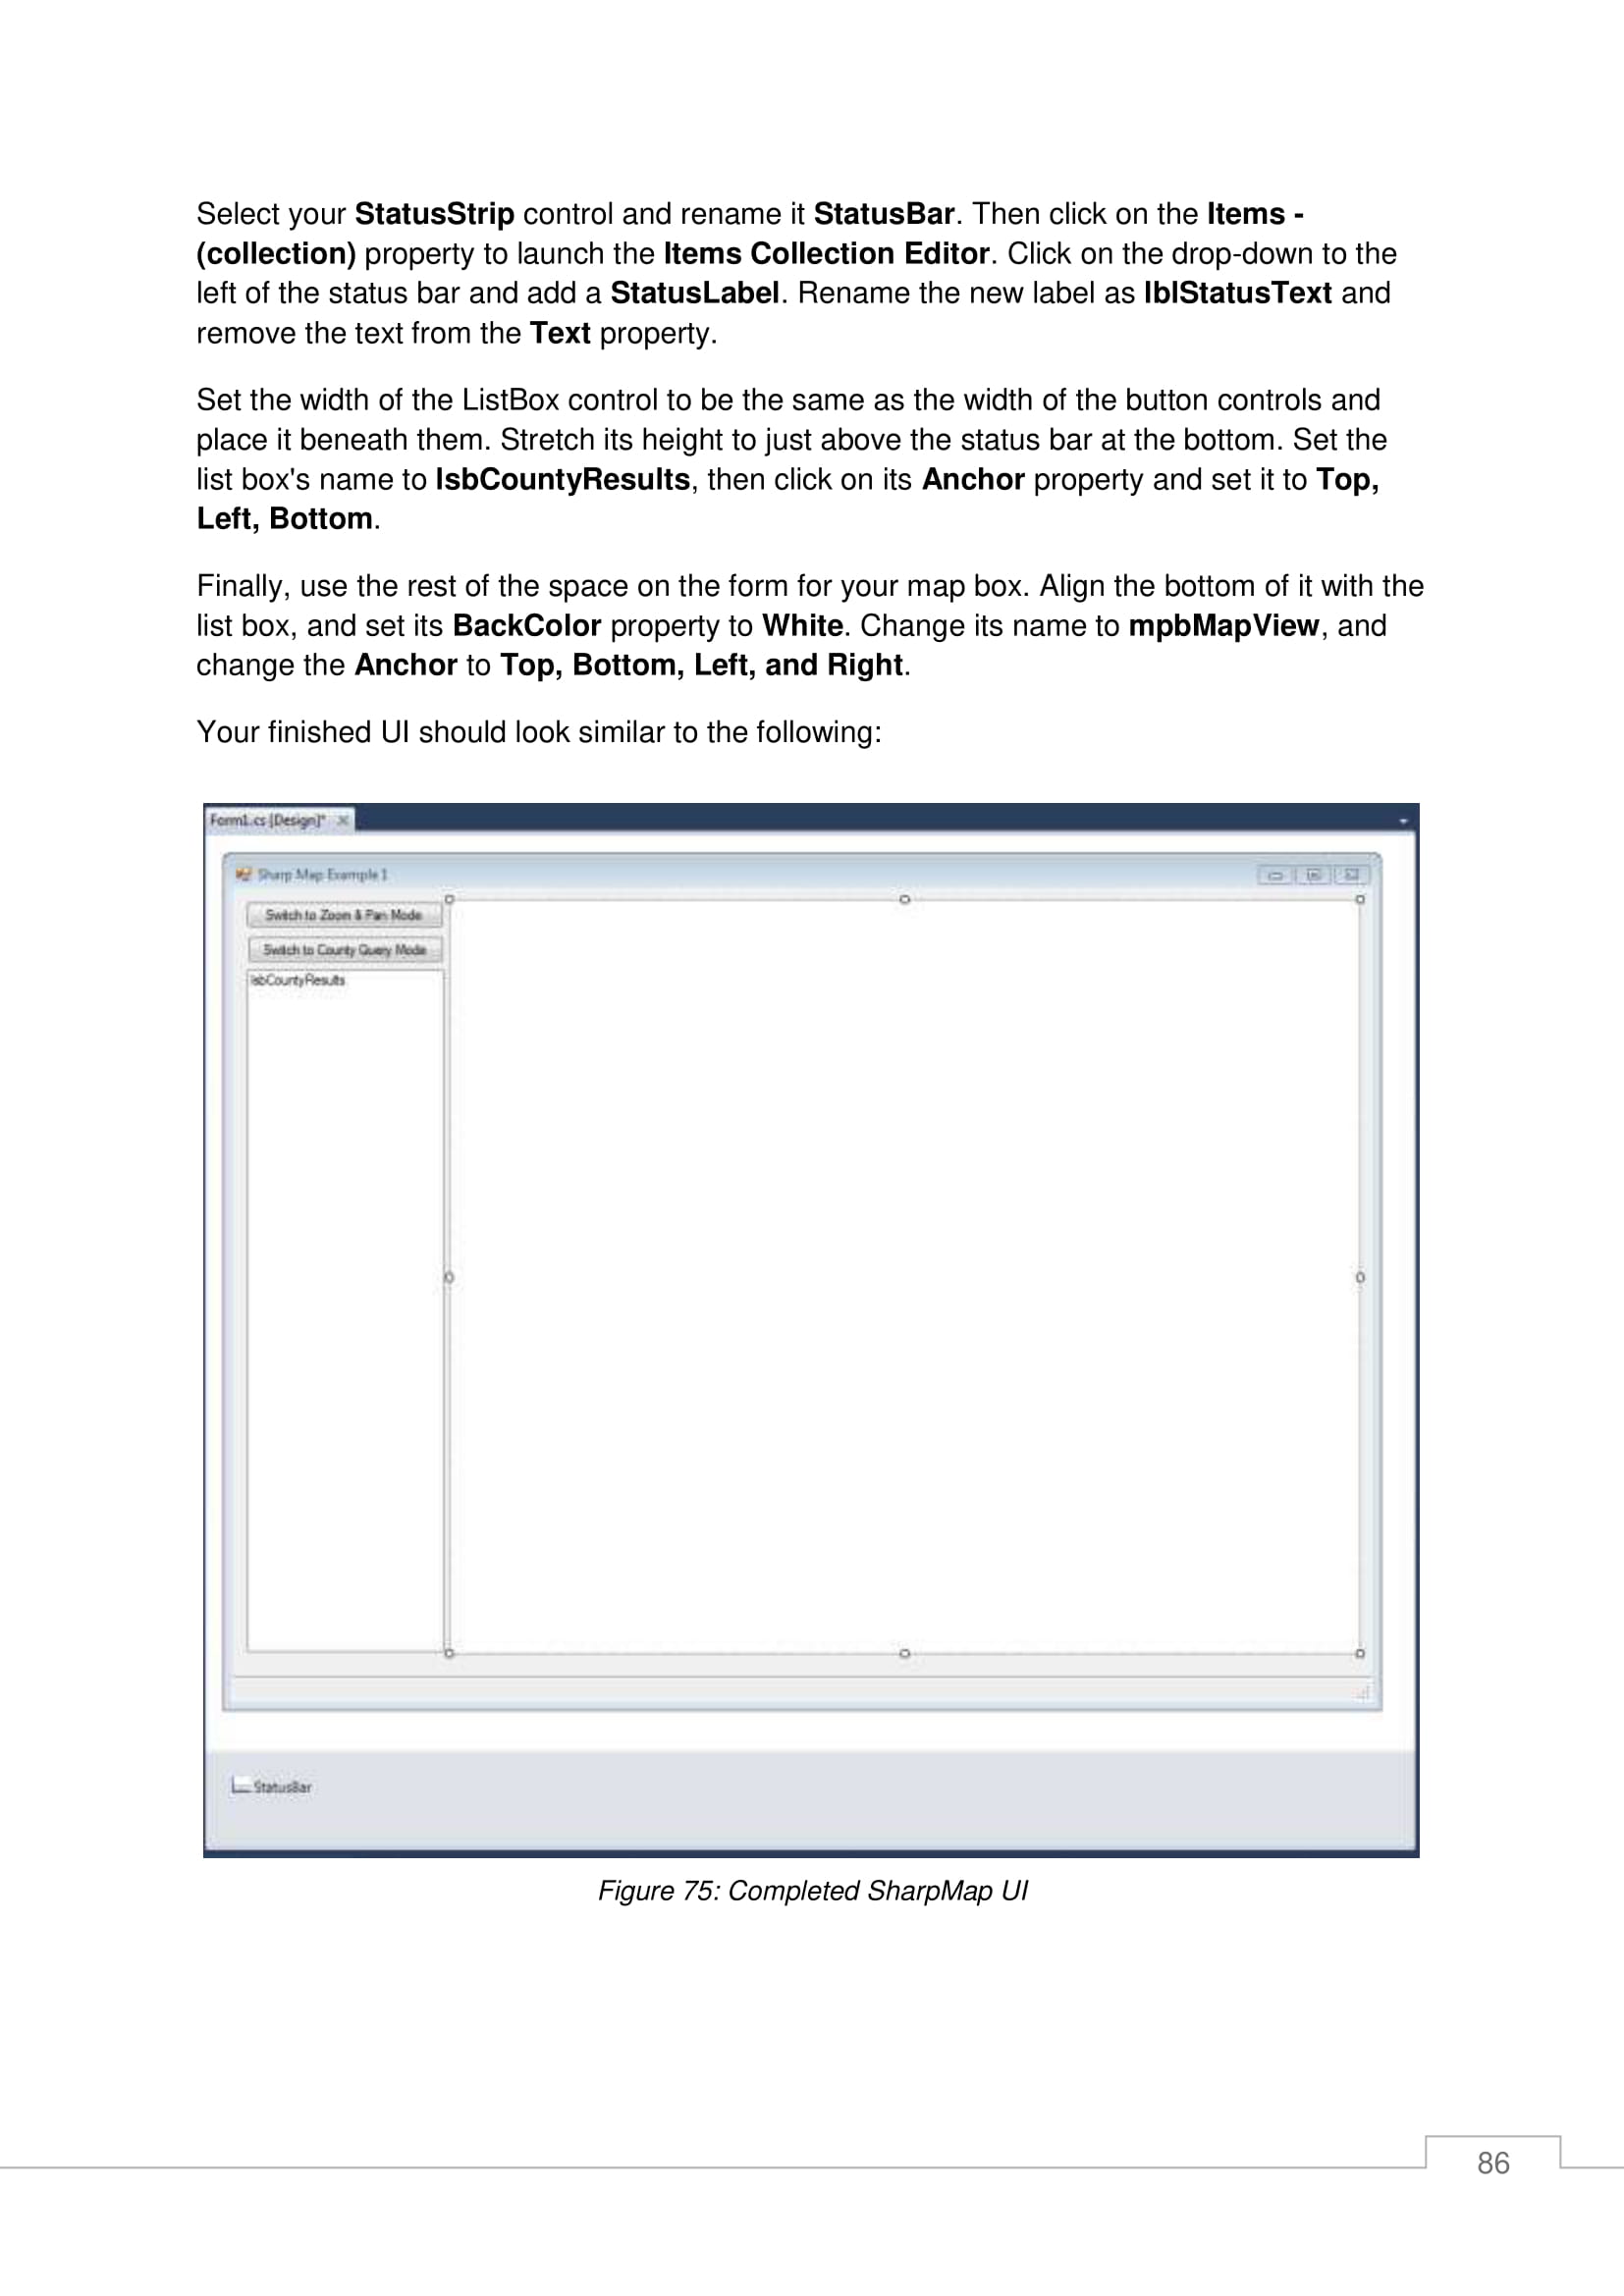 Select your StatusStrip control and rename it StatusBar. Then click on the Items -
(collection) property to launch the Items Collection Editor. Click on the drop-down to the
left of the status bar and add a StatusLabel. Rename the new label as lblStatusText and
remove the text from the Text property.
Set the width of the ListBox control to be the same as the width of the button controls and
place it beneath them. Stretch its height to just above the status bar at the bottom. Set the
list box's name to lsbCountyResults, then click on its Anchor property and set it to Top,
Left, Bottom.
Finally, use the rest of the space on the form for your map box. Align the bottom of it with the
list box, and set its BackColor property to White. Change its name to mpbMapView, and
change the Anchor to Top, Bottom, Left, and Right.
Your finished UI should look similar to the following:
Form1.cs [Design]*
Sharp Map Example 1
Switch to Zoom & Pan Mode
Switch to County Query Mode
lsbCountyResults
StatusBar
Figure 75: Completed SharpMap UI
86